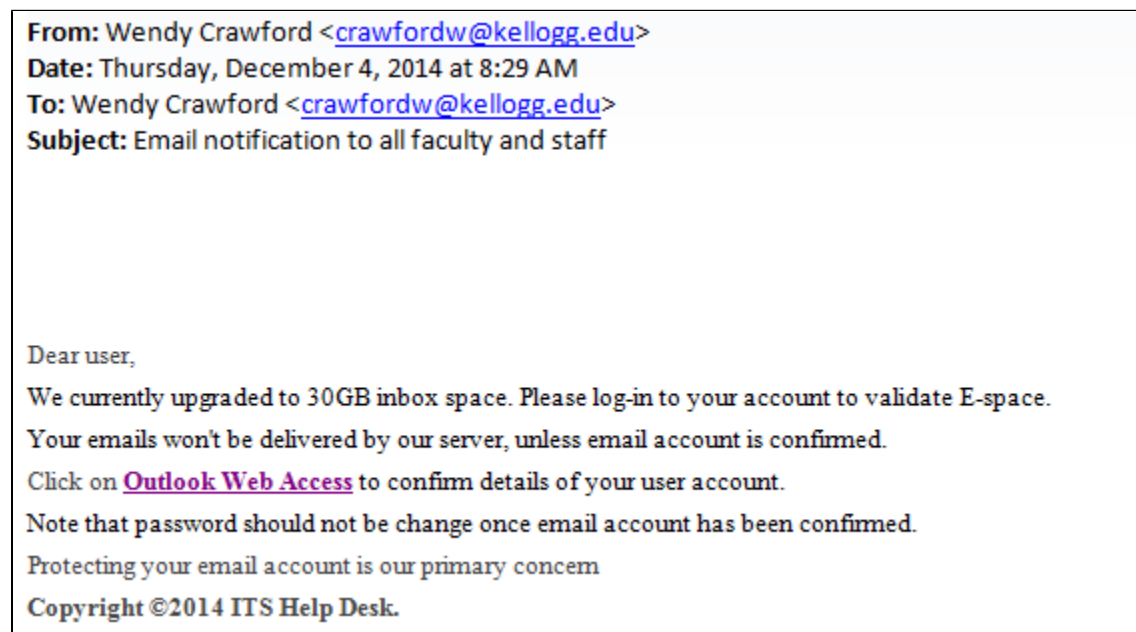 From: Wendy Crawford <crawfordw@kellogg.edu>
Date: Thursday, December 4, 2014 at 8:29 AM
To: Wendy Crawford <crawfordw@kellogg.edu>
Subject: Email notification to all faculty and staff
Dear user,
We currently upgraded to 30GB inbox space. Please log-in to your account to validate E-space.
Your emails won't be delivered by our server, unless email account is confirmed.
Click on Outlook Web Access to confirm details of your user account.
Note that password should not be change once email account has been confirmed.
Protecting your email account is our primary concern
Copyright ©2014 ITS Help Desk.